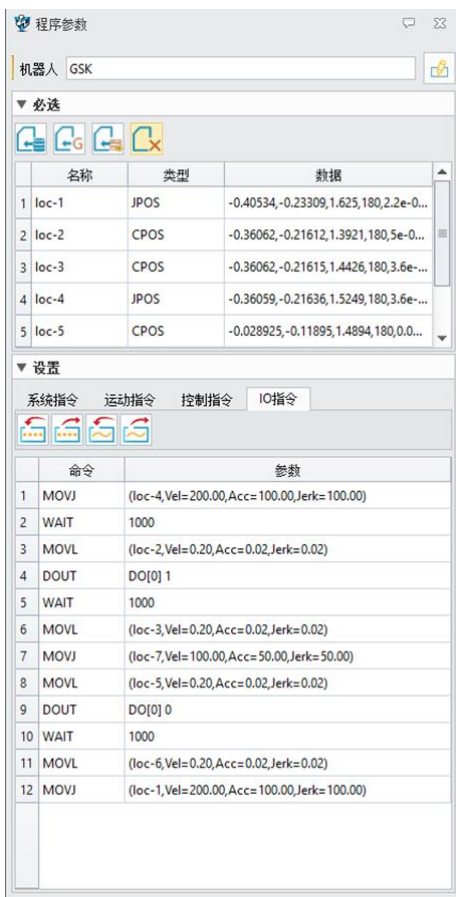 程序参数
机器人 GSK
必选
G
名称 类型 数据
1 loc-1 JPOS -0.40534,-0.23309,1.625,180,2.2e-0...
2 loc-2 CPOS -0.36062,-0.21612,1.3921,180,5e-0...
3 loc-3 CPOS -0.36062,-0.21615,1.4426,180,3.6e-...
4 loc-4 JPOS -0.36059,-0.21636,1.5249,180,3.6e-...
5 loc-5 CPOS -0.028925,-0.11895,1.4894,180,0.0...
设置
系统指令 运动指令 控制指令 IO指令
命令 参数
1 MOVJ (loc-4,Vel=200.00,Acc=100.00,Jerk=100.00)
2 WAIT 1000
3 MOVL (loc-2,Vel=0.20,Acc=0.02,Jerk=0.02)
4 DOUT DO[0] 1
5 WAIT 1000
6 MOVL (loc-3,Vel=0.20,Acc=0.02,Jerk=0.02)
7 MOVJ (loc-7,Vel=100.00,Acc=50.00,Jerk=50.00)
8 MOVL (loc-5,Vel=0.20,Acc=0.02,Jerk=0.02)
9 DOUT DO[0] 0
10 WAIT 1000
11 MOVL (loc-6,Vel=0.20,Acc=0.02,Jerk=0.02)
12 MOVJ (loc-1,Vel=200.00,Acc=100.00,Jerk=100.00)